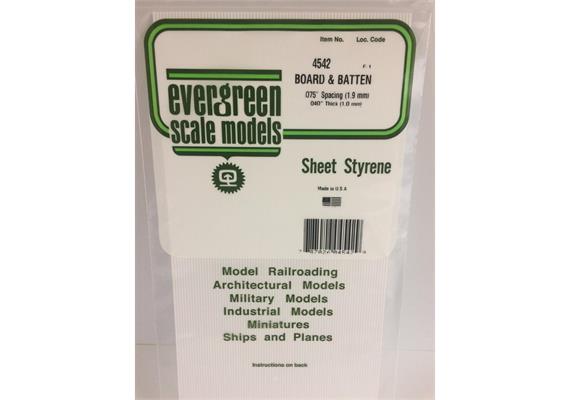 Item No. Loc. Code
4542 F-1
BOARD & BATTEN
.075" Spacing (1.9 mm)
.040" Thick (1.0 mm)
evergreen
scale models
Sheet Styrene
Made in U.S.A
Model Railroading
Architectural Models
Military Models
Industrial Models
Miniatures
Ships and Planes
Instructions on back